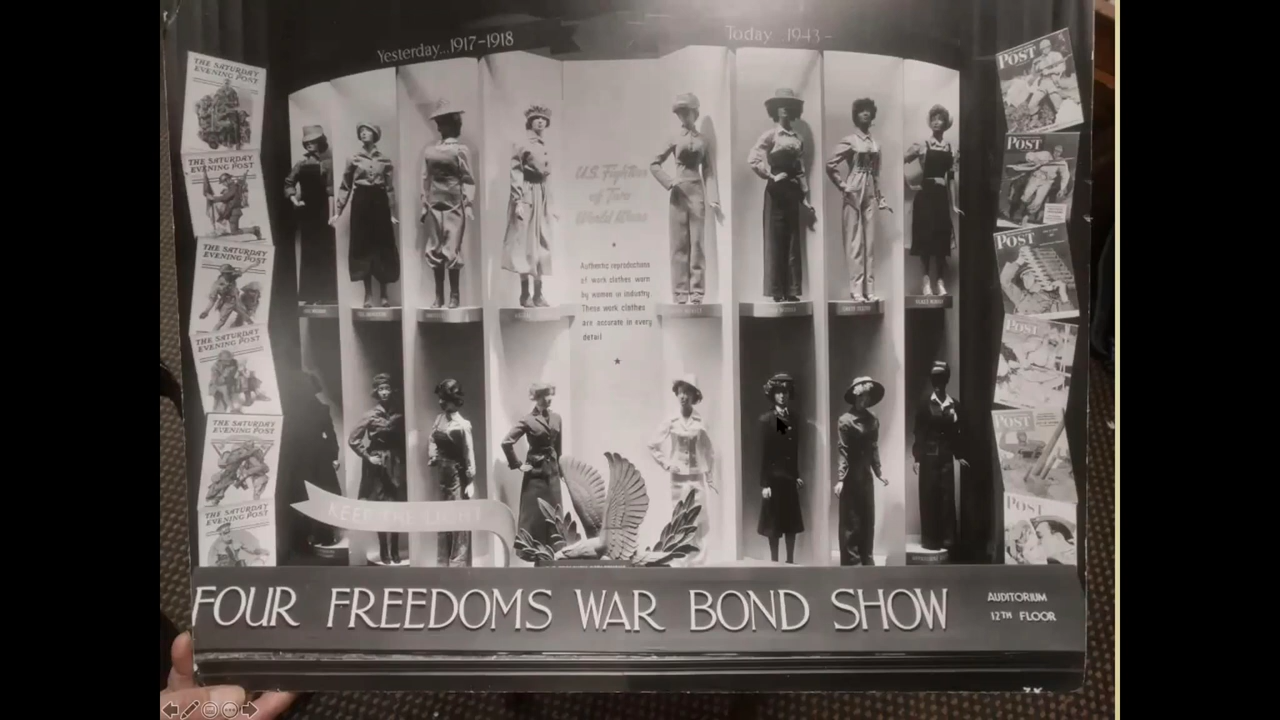 Yesterday...1917-1918
Today 1943-
THE SATURDAY
EVENING POST
THE SATURDAY
EVENING POST
THE SATURDAY
EVENING POST
THE SATURDAY
EVENING POST
THE SATURDAY
EVENING POST
THE SATURDAY
EVENING POST
U.S. Fighters
of Two
World Wars
Authentic reproductions
of work clothes worn
by women in industry
These work clothes
are accurate in every
detail
POST
POST
POST
POST
POST
POST
KEEP THE LIGHT
FOUR FREEDOMS WAR BOND SHOW
AUDITORIUM
12TH FLOOR